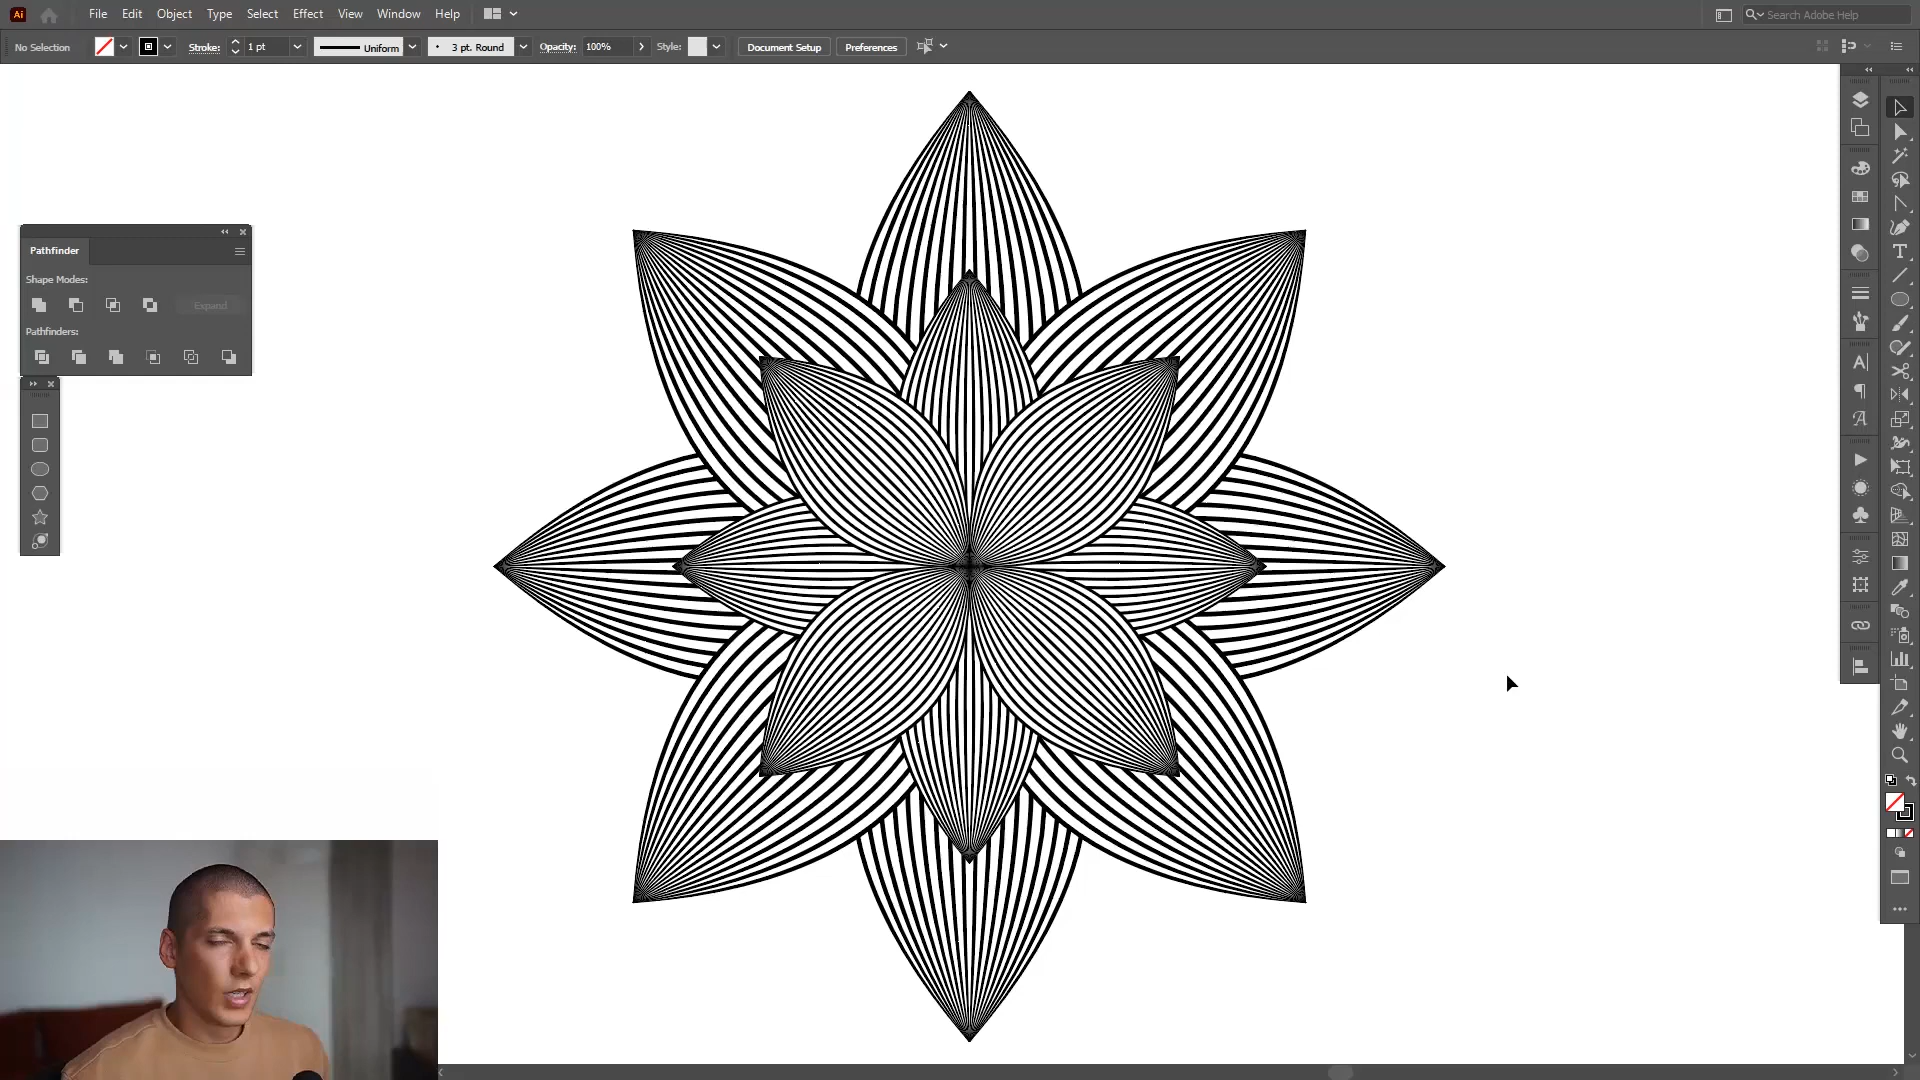 Ai File Edit Object Type Select Effect View Window Help Search Adobe Help
No Selection Stroke: 1 pt Uniform 3 pt. Round Opacity: 100% Style: Document Setup Preferences
Pathfinder
Shape Modes:
Expand
Pathfinders: